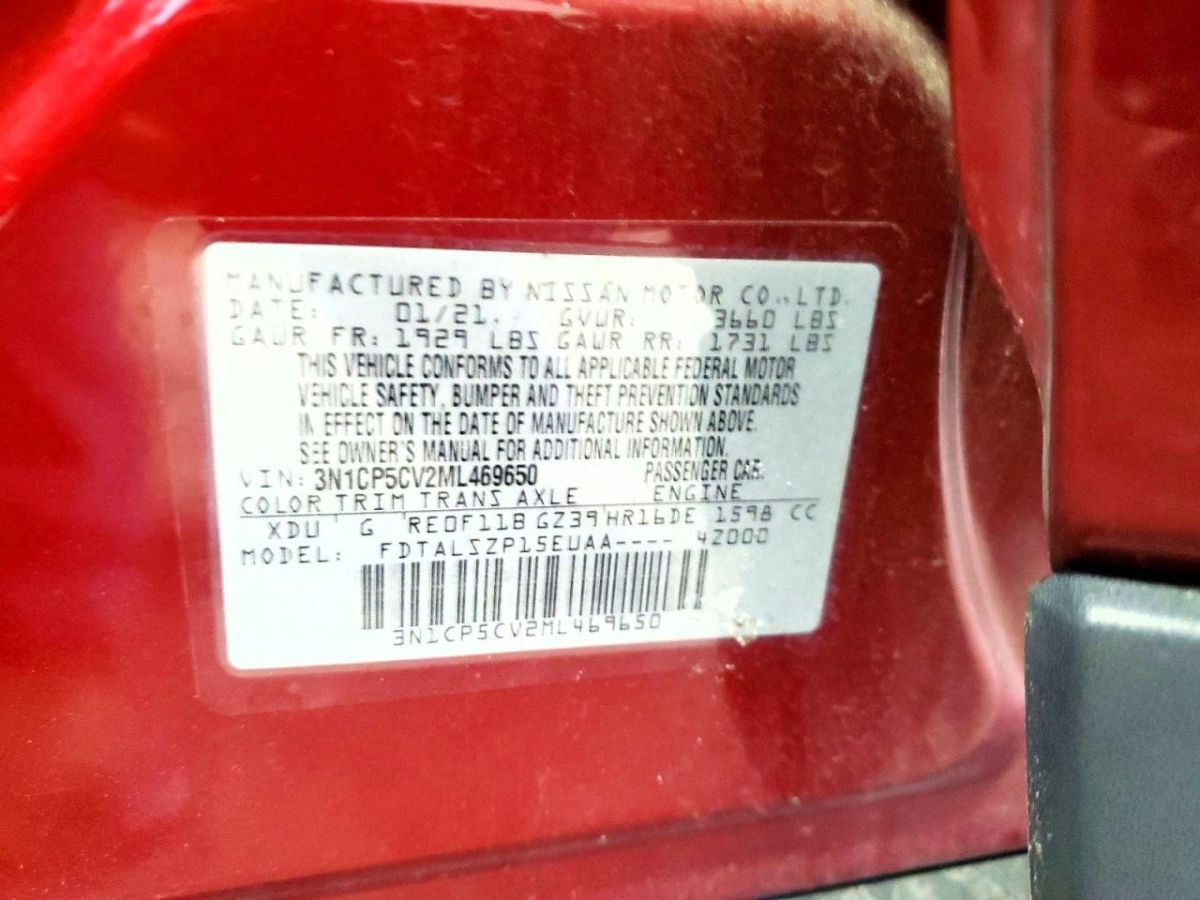 MANUFACTURED BY NISSAN MOTOR CO.,LTD.
DATE: 01/21 GVWR: 3660 LBS
GAWR FR: 1929 LBS GAWR RR: 1731 LBS
THIS VEHICLE CONFORMS TO ALL APPLICABLE FEDERAL MOTOR
VEHICLE SAFETY, BUMPER AND THEFT PREVENTION STANDARDS
IN EFFECT ON THE DATE OF MANUFACTURE SHOWN ABOVE.
SEE OWNER'S MANUAL FOR ADDITIONAL INFORMATION.
VIN: 3N1CP5CV2ML469650 PASSENGER CAR.
COLOR TRIM TRANS AXLE ENGINE
XDU G RE0F11B GZ39 HR16DE 1598 CC
MODEL: FDTALSZP15EUAA---- 42000
3N1CP5CV2ML469650